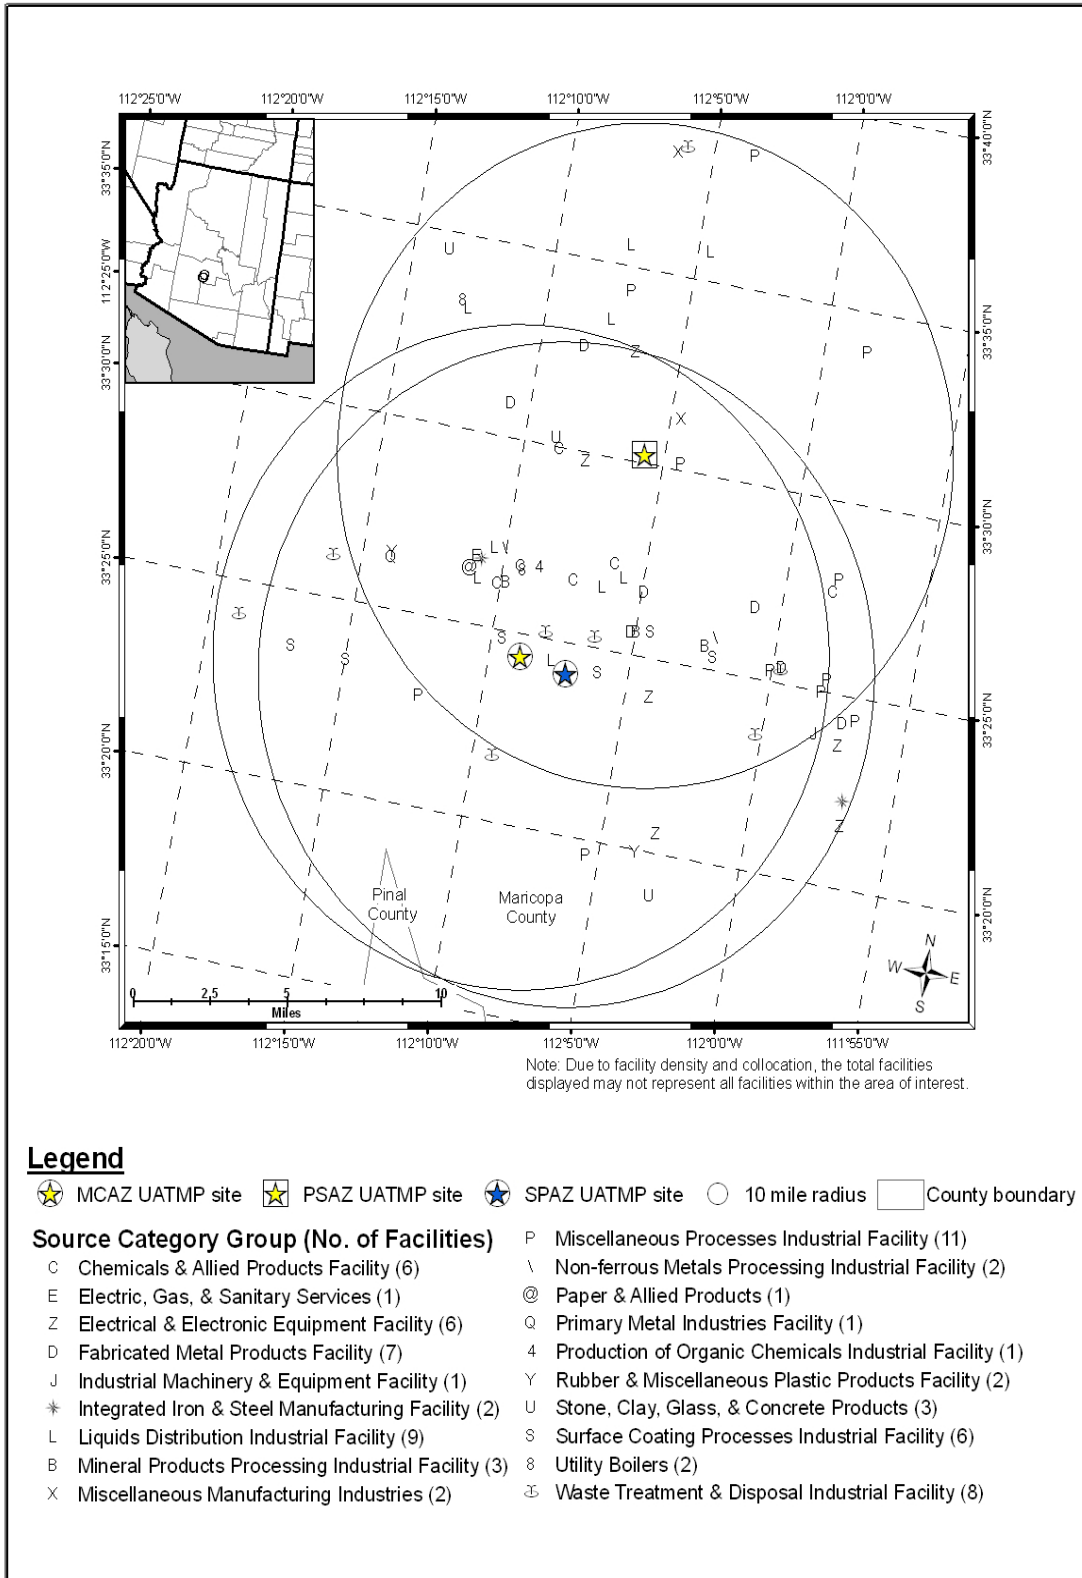 112°25'0"W 112°20'0"W 112°15'0"W 112°10'0"W 112°5'0"W 112°0'0"W
33°35'0"N
112°25'0"W
33°30'0"N
33°25'0"N
33°20'0"N
33°15'0"N
33°40'0"N
33°35'0"N
33°30'0"N
33°25'0"N
33°20'0"N
Pinal
County
Maricopa
County
N
W E
S
0 2.5 5 10
Miles
112°20'0"W 112°15'0"W 112°10'0"W 112°5'0"W 112°0'0"W 111°55'0"W
Note: Due to facility density and collocation, the total facilities
displayed may not represent all facilities within the area of interest.
Legend
MCAZ UATMP site PSAZ UATMP site SPAZ UATMP site 10 mile radius County boundary
Source Category Group (No. of Facilities)
C Chemicals & Allied Products Facility (6)
E Electric, Gas, & Sanitary Services (1)
Z Electrical & Electronic Equipment Facility (6)
D Fabricated Metal Products Facility (7)
J Industrial Machinery & Equipment Facility (1)
Integrated Iron & Steel Manufacturing Facility (2)
L Liquids Distribution Industrial Facility (9)
B Mineral Products Processing Industrial Facility (3)
X Miscellaneous Manufacturing Industries (2)
P Miscellaneous Processes Industrial Facility (11)
\ Non-ferrous Metals Processing Industrial Facility (2)
@ Paper & Allied Products (1)
Q Primary Metal Industries Facility (1)
4 Production of Organic Chemicals Industrial Facility (1)
Y Rubber & Miscellaneous Plastic Products Facility (2)
U Stone, Clay, Glass, & Concrete Products (3)
S Surface Coating Processes Industrial Facility (6)
8 Utility Boilers (2)
Waste Treatment & Disposal Industrial Facility (8)